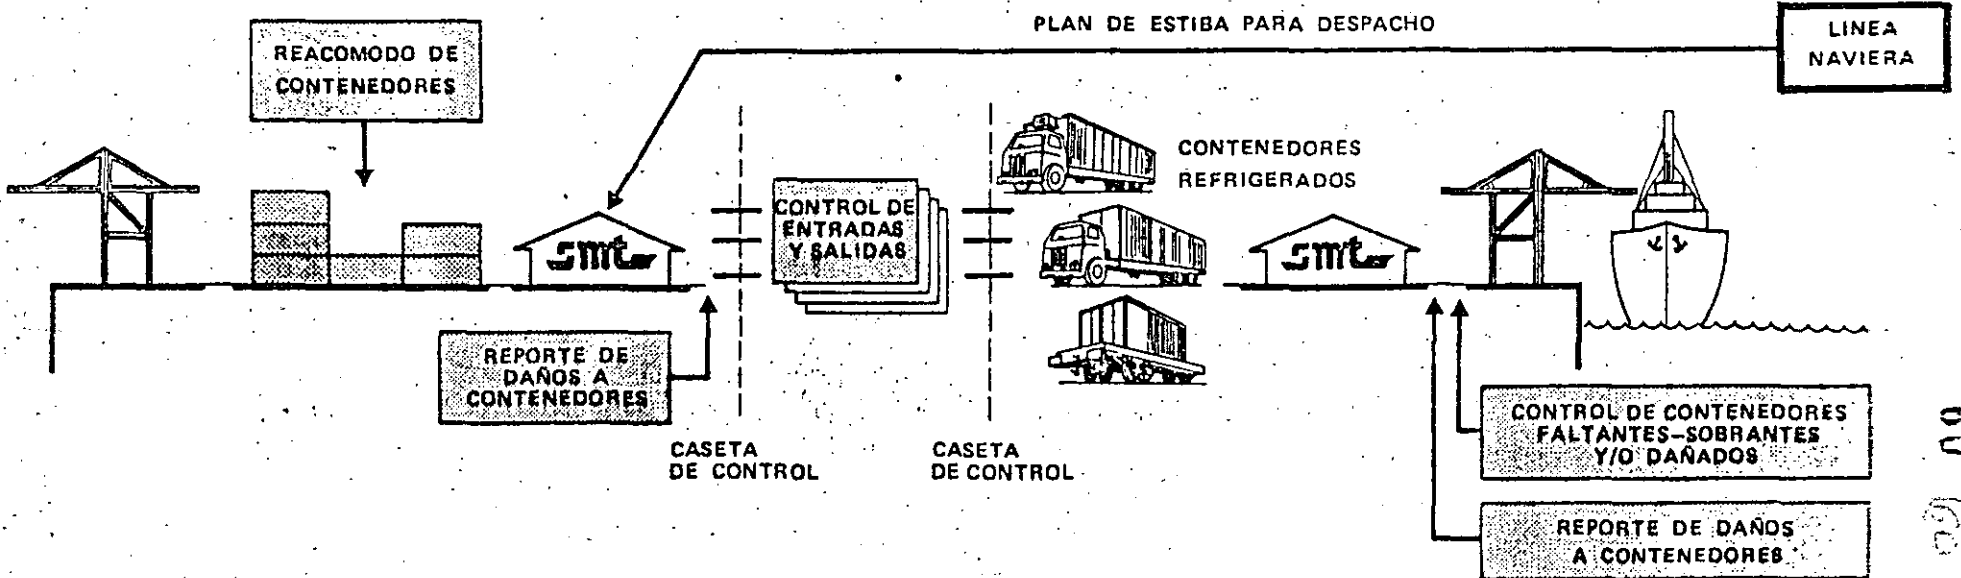 PLAN DE ESTIBA PARA DESPACHO
LINEA
NAVIERA
REACOMODO DE
CONTENEDORES
CONTENEDORES
REFRIGERADOS
CONTROL DE
ENTRADAS
Y SALIDAS
smt
smt
REPORTE DE
DAÑOS A
CONTENEDORES
CASETA
DE CONTROL
CASETA
DE CONTROL
CONTROL DE CONTENEDORES
FALTANTES-SOBRANTES
Y/O DAÑADOS
REPORTE DE DAÑOS
A CONTENEDORES